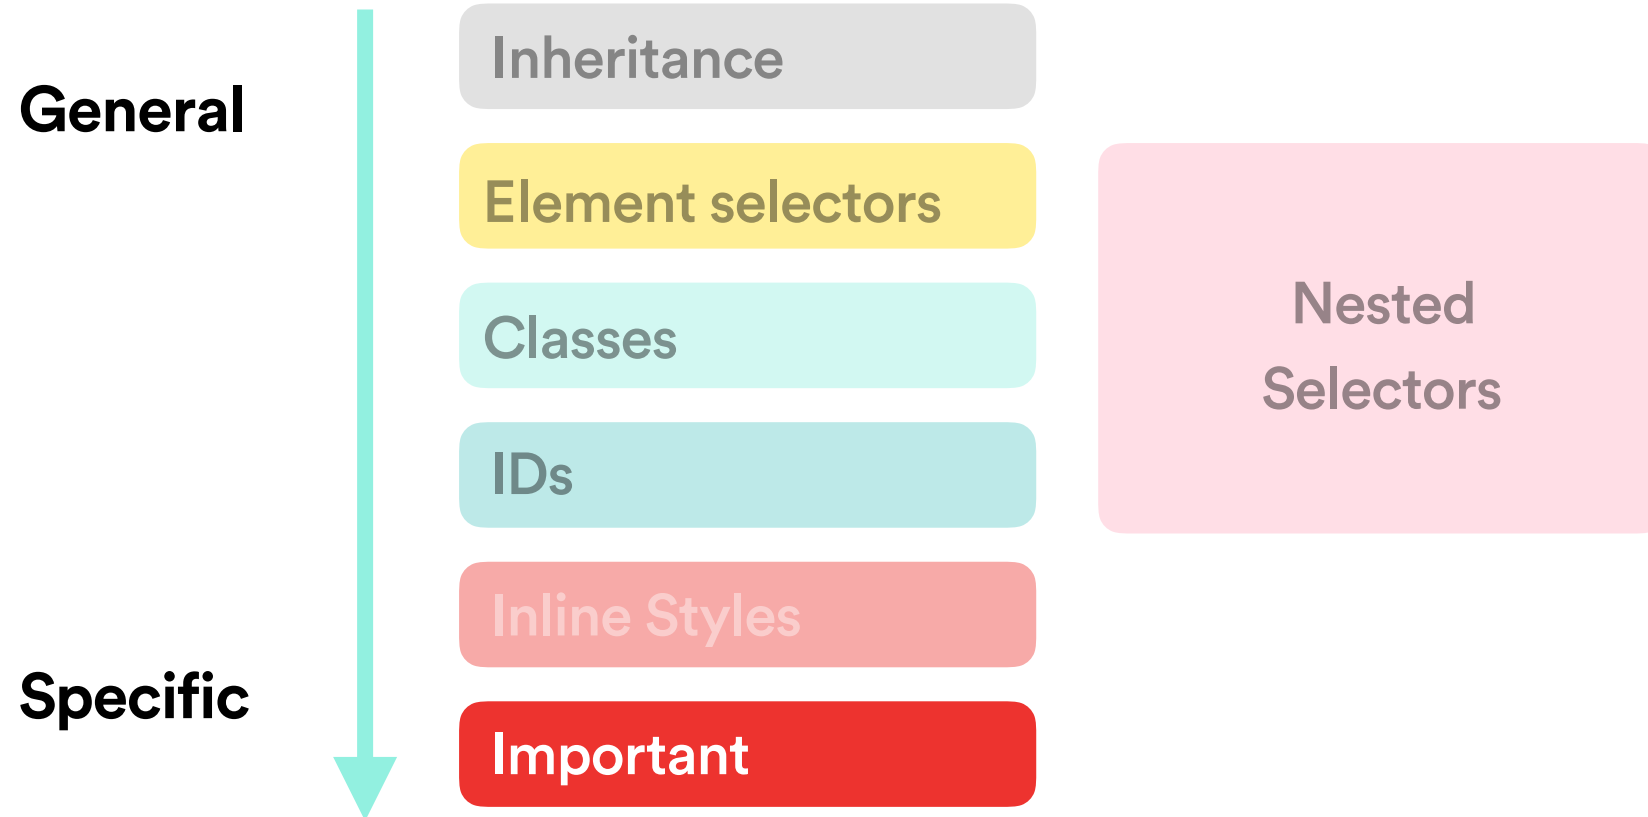 General
Specific
Inheritance
Element selectors
Classes
IDs
Inline Styles
Important
Nested
Selectors